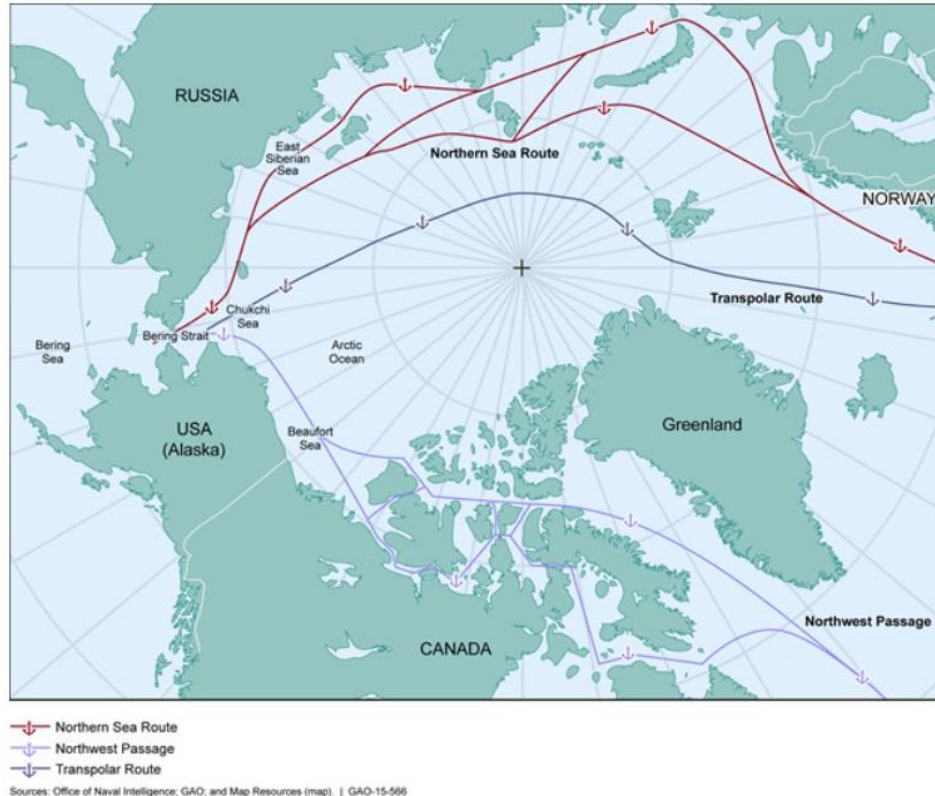 RUSSIA
East
Siberian
Sea
Northern Sea Route
NORWAY
Transpolar Route
Chukchi
Sea
Bering Strait
Bering
Sea
Arctic
Ocean
USA
(Alaska)
Beaufort
Sea
Greenland
Northwest Passage
CANADA
Northern Sea Route
Northwest Passage
Transpolar Route
Sources: Office of Naval Intelligence; GAO; and Map Resources (map). | GAO-15-566